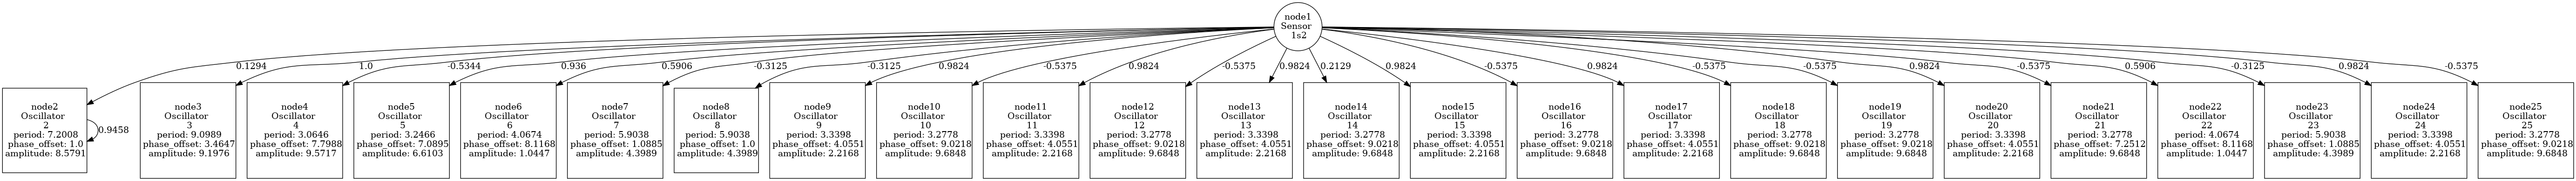 node1
Sensor
1s2
0.1294
1.0
-0.5344
0.936
0.5906
-0.3125
-0.3125
0.9824
-0.5375
0.9824
-0.5375
0.9824
0.2129
0.9824
-0.5375
0.9824
-0.5375
-0.5375
0.9824
-0.5375
0.5906
-0.3125
0.9824
-0.5375
node2
Oscillator
2
period: 7.2008
phase_offset: 1.0
amplitude: 8.5791
0.9458
node3
Oscillator
3
period: 9.0989
phase_offset: 3.4647
amplitude: 9.1976
node4
Oscillator
4
period: 3.0646
phase_offset: 7.7988
amplitude: 9.5717
node5
Oscillator
5
period: 3.2466
phase_offset: 7.0895
amplitude: 6.6103
node6
Oscillator
6
period: 4.0674
phase_offset: 8.1168
amplitude: 1.0447
node7
Oscillator
7
period: 5.9038
phase_offset: 1.0885
amplitude: 4.3989
node8
Oscillator
8
period: 5.9038
phase_offset: 1.0
amplitude: 4.3989
node9
Oscillator
9
period: 3.3398
phase_offset: 4.0551
amplitude: 2.2168
node10
Oscillator
10
period: 3.2778
phase_offset: 9.0218
amplitude: 9.6848
node11
Oscillator
11
period: 3.3398
phase_offset: 4.0551
amplitude: 2.2168
node12
Oscillator
12
period: 3.2778
phase_offset: 9.0218
amplitude: 9.6848
node13
Oscillator
13
period: 3.3398
phase_offset: 4.0551
amplitude: 2.2168
node14
Oscillator
14
period: 3.2778
phase_offset: 9.0218
amplitude: 9.6848
node15
Oscillator
15
period: 3.3398
phase_offset: 4.0551
amplitude: 2.2168
node16
Oscillator
16
period: 3.2778
phase_offset: 9.0218
amplitude: 9.6848
node17
Oscillator
17
period: 3.3398
phase_offset: 4.0551
amplitude: 2.2168
node18
Oscillator
18
period: 3.2778
phase_offset: 9.0218
amplitude: 9.6848
node19
Oscillator
19
period: 3.2778
phase_offset: 9.0218
amplitude: 9.6848
node20
Oscillator
20
period: 3.3398
phase_offset: 4.0551
amplitude: 2.2168
node21
Oscillator
21
period: 3.2778
phase_offset: 7.2512
amplitude: 9.6848
node22
Oscillator
22
period: 4.0674
phase_offset: 8.1168
amplitude: 1.0447
node23
Oscillator
23
period: 5.9038
phase_offset: 1.0885
amplitude: 4.3989
node24
Oscillator
24
period: 3.3398
phase_offset: 4.0551
amplitude: 2.2168
node25
Oscillator
25
period: 3.2778
phase_offset: 9.0218
amplitude: 9.6848